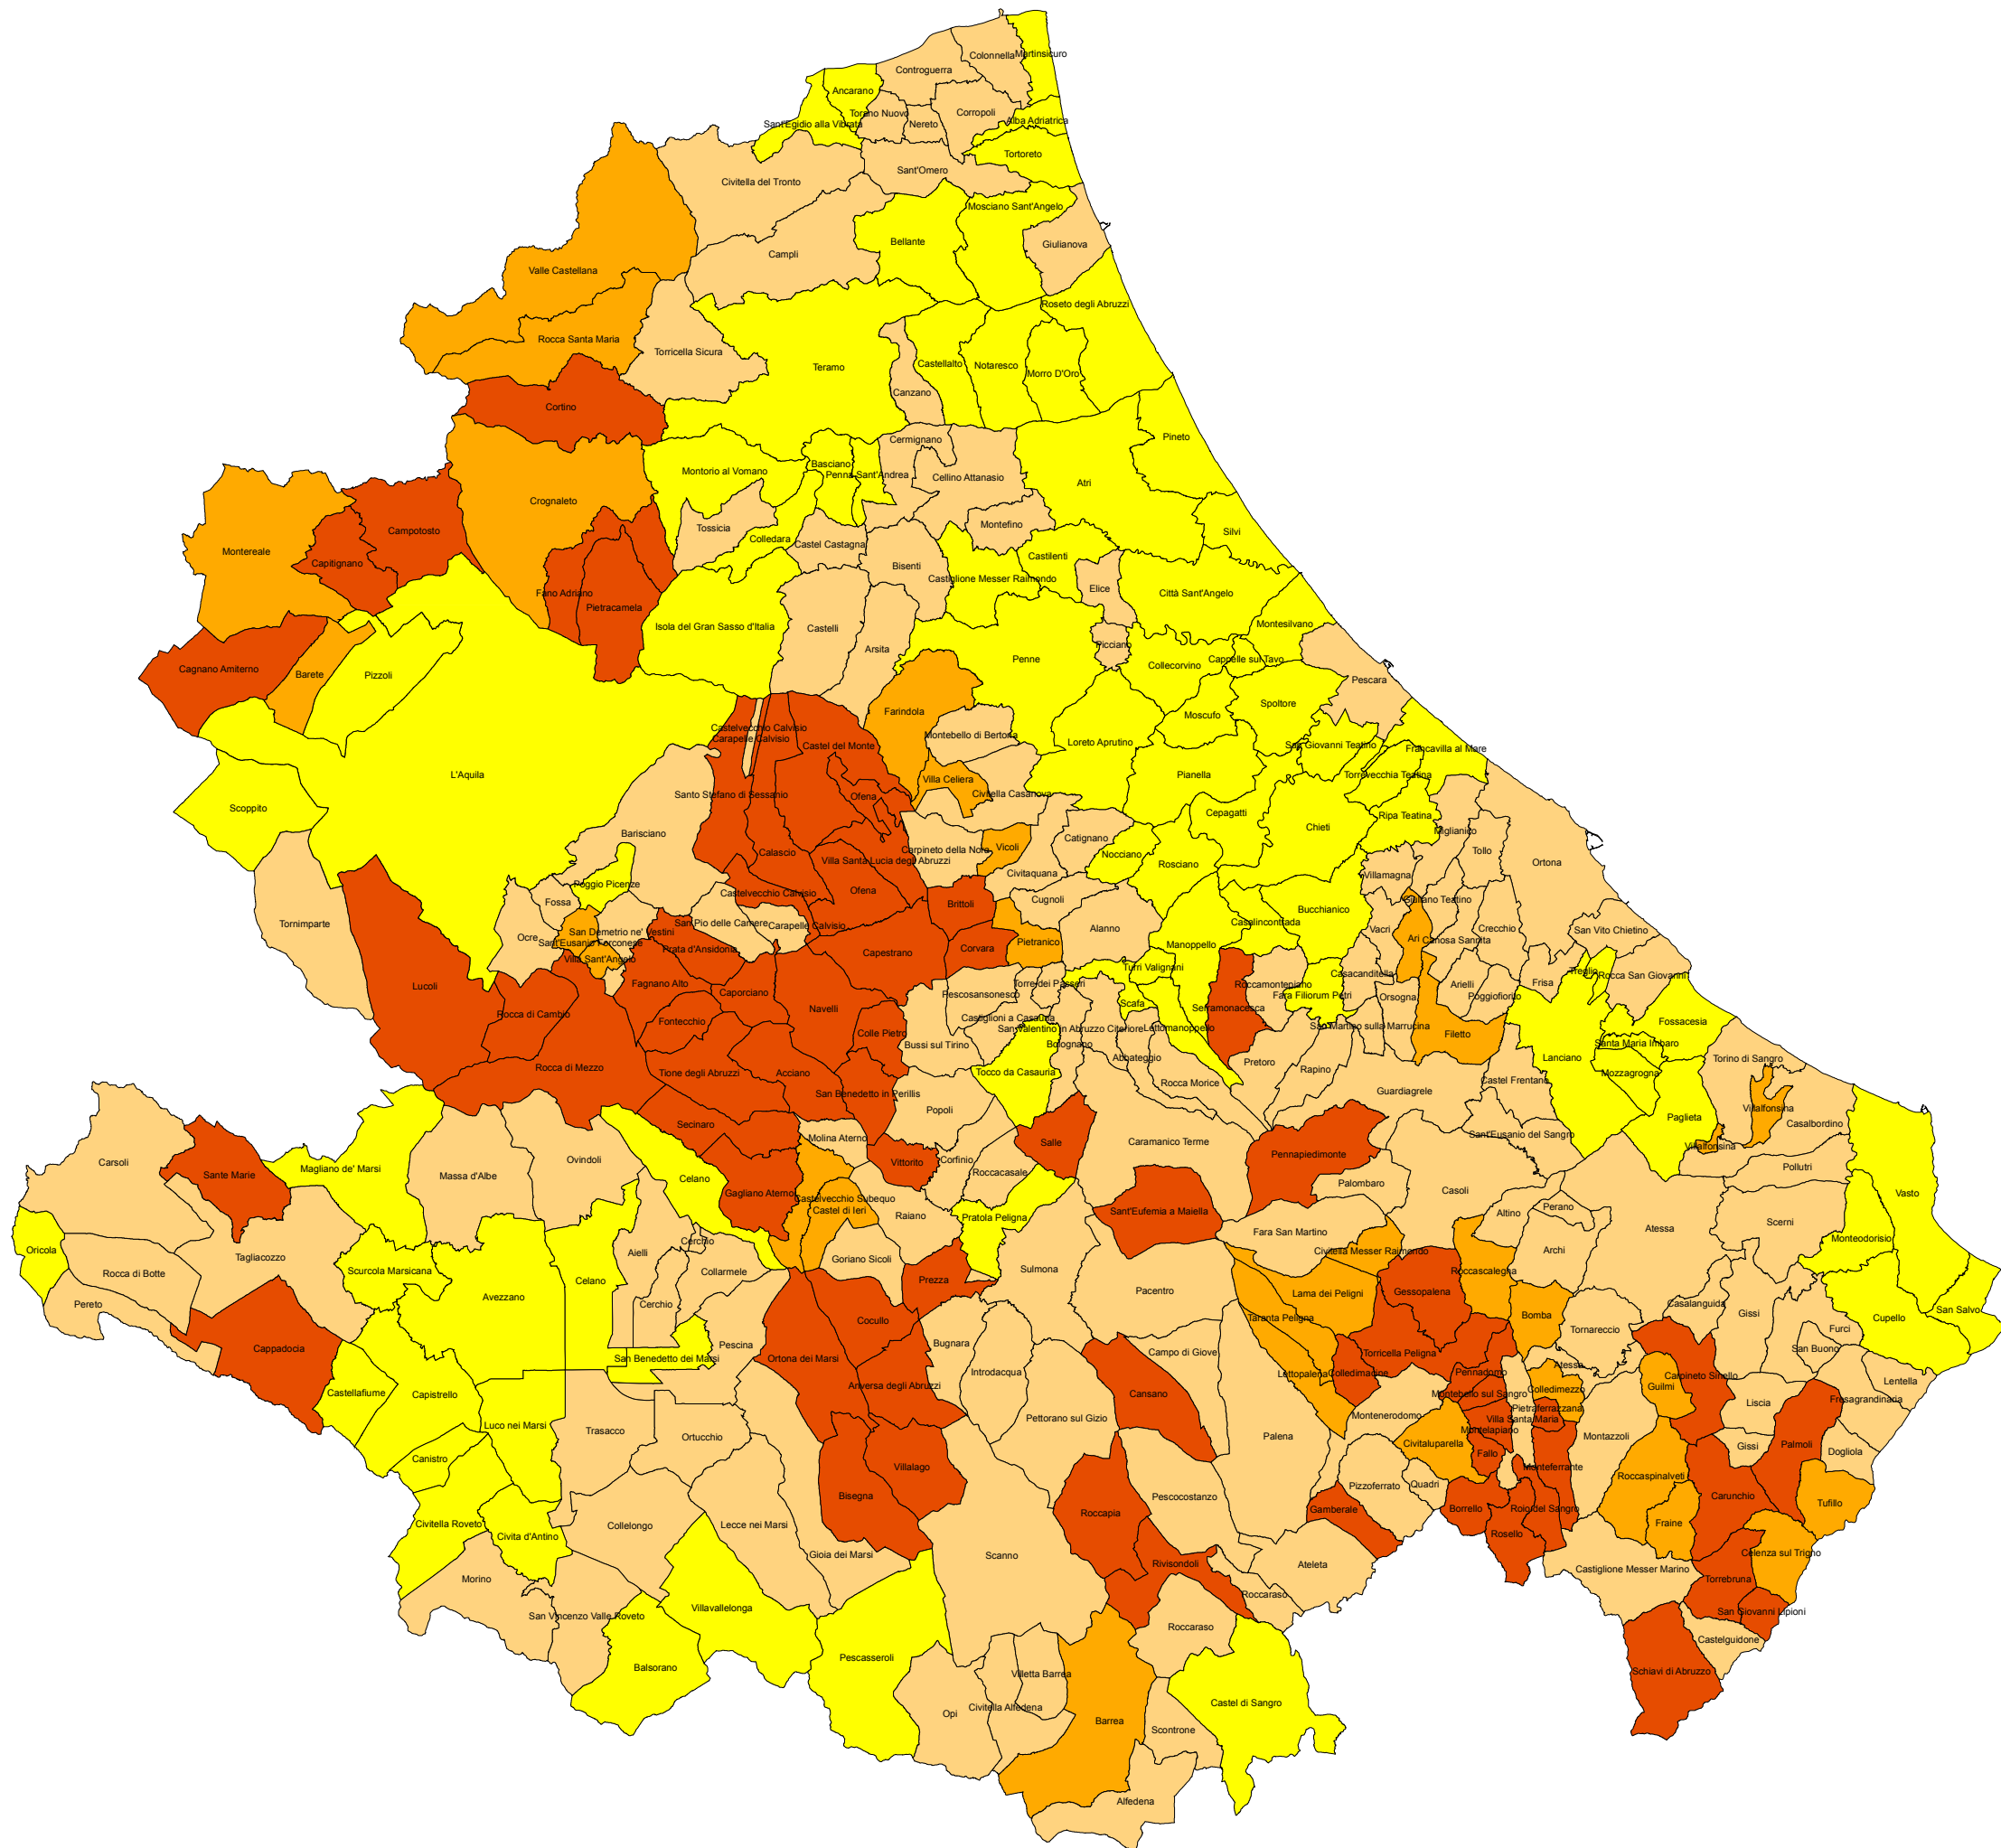 Colonnella
Martinsicuro
Controguerra
Ancarano
Torano Nuovo
Corropoli
Sant'Egidio alla Vibrata
Nereto
Alba Adriatrica
Tortoreto
Sant'Omero
Civitella del Tronto
Mosciano Sant'Angelo
Bellante
Giulianova
Campli
Valle Castellana
Roseto degli Abruzzi
Rocca Santa Maria
Torricella Sicura
Teramo
Castellalto
Notaresco
Morro D'Oro
Canzano
Cortino
Pineto
Cermignano
Basciano
Montorio al Vomano
Penna Sant'Andrea
Cellino Attanasio
Atri
Crognaleto
Montefino
Tossicia
Campotosto
Silvi
Colledara
Castel Castagna
Montereale
Castilenti
Capitignano
Bisenti
Castiglione Messer Raimondo
Elice
Città Sant'Angelo
Fano Adriano
Pietracamela
Isola del Gran Sasso d'Italia
Castelli
Montesilvano
Picciano
Arsita
Penne
Cappelle sul Tavo
Collecorvino
Cagnano Amiterno
Barete
Pizzoli
Pescara
Spoltore
Farindola
Moscufo
Castelvecchio Calvisio
Montebello di Bertona
Carapelle Calvisio
Castel del Monte
Loreto Aprutino
San Giovanni Teatino
Francavilla al Mare
L'Aquila
Pianella
Torrevecchia Teatina
Villa Celiera
Scoppito
Santo Stefano di Sessanio
Ofena
Civitella Casanova
Cepagatti
Ripa Teatina
Chieti
Barisciano
Miglianico
Catignano
Vicoli
Carpineto della Nora
Tollo
Calascio
Nocciano
Villa Santa Lucia degli Abruzzi
Rosciano
Ortona
Civitaquana
Villamagna
Poggio Picenze
Castelvecchio Calvisio
Ofena
Cugnoli
Giuliano Teatino
Fossa
Brittoli
Bucchianico
Tornimparte
San Pio delle Camere
Carapelle Calvisio
Casalincontrada
Alanno
Vacri
Crecchio
San Vito Chietino
San Demetrio ne' Vestini
Ocre
Sant'Eusanio Forconese
Ari
Canosa Sannita
Pietranico
Manoppello
Prata d'Ansidonia
Corvara
Capestrano
Villa Sant'Angelo
Turri Valignani
Treglio
Rocca San Giovanni
Casacanditella
Fagnano Alto
Torre dei Passeri
Roccamonteplano
Arielli
Frisa
Lucoli
Caporciano
Pescosansonesco
Fara Filiorum Petri
Orsogna
Poggiofiorito
Scafa
Serramonacesca
Navelli
Rocca di Cambio
Castiglioni a Casauria
Fontecchio
Fossacesia
San Valentino in Abruzzo Citeriore
Lettomanoppello
San Martino sulla Marrucina
Colle Pietro
Filetto
Bussi sul Tirino
Bolognano
Santa Maria Imbaro
Abbateggio
Lanciano
Torino di Sangro
Pretoro
Rocca di Mezzo
Rapino
Tione degli Abruzzi
Acciano
Tocco da Casauria
Mozzagrogna
Castel Frentano
Rocca Morice
San Benedetto in Perillis
Guardiagrele
Villalfonsina
Popoli
Paglieta
Casalbordino
Secinaro
Sant'Eusanio del Sangro
Molina Aterno
Salle
Caramanico Terme
Villalfonsina
Carsoli
Pennapiedimonte
Ovindoli
Vittorito
Corfinio
Magliano de' Marsi
Sante Marie
Massa d'Albe
Roccacasale
Pollutri
Celano
Casoli
Palombaro
Gagliano Aterno
Vasto
Castelvecchio Subequo
Castel di Ieri
Perano
Sant'Eufemia a Maiella
Altino
Raiano
Pratola Peligna
Scerni
Atessa
Fara San Martino
Cerchio
Monteodorisio
Oricola
Aielli
Archi
Civitella Messer Raimondo
Tagliacozzo
Goriano Sicoli
Sulmona
Rocca di Botte
Scurcola Marsicana
Roccascalegna
Collarmele
Celano
Prezza
Pacentro
Gessopalena
Lama dei Peligni
Avezzano
Cerchio
Casalanguida
Pereto
San Salvo
Gissi
Bomba
Taranta Peligna
Cupello
Cocullo
Furci
Tornareccio
Bugnara
Pescina
Cappadocia
San Buono
Campo di Giove
Torricella Peligna
San Benedetto dei Marsi
Ortona dei Marsi
Atessa
Introdacqua
Lettopalena
Colledimacine
Pennadomo
Carpineto Sinello
Lentella
Guilmi
Castellafiume
Capistrello
Aniversa degli Abruzzi
Colledimezzo
Montebello sul Sangro
Cansano
Fresagrandinaria
Liscia
Pietraferrazzana
Montenerodomo
Pettorano sul Gizio
Villa Santa Maria
Luco nei Marsi
Trasacco
Montelapiano
Palena
Ortucchio
Montazzoli
Palmoli
Civitaluparella
Gissi
Dogliola
Canistro
Fallo
Villalago
Monteferrante
Roccaspinalveti
Quadri
Pizzoferrato
Bisegna
Pescocostanzo
Tufillo
Roio del Sangro
Borrello
Gamberale
Roccapia
Civitella Roveto
Fraine
Carunchio
Lecce nei Marsi
Collelongo
Rosello
Civita d'Antino
Gioia dei Marsi
Celenza sul Trigno
Scanno
Rivisondoli
Ateleta
Castiglione Messer Marino
Morino
Torrebruna
Roccaraso
Villavallelonga
San Giovanni Lipioni
San Vincenzo Valle Roveto
Roccaraso
Castelguidone
Pescasseroli
Balsorano
Schiavi di Abruzzo
Villetta Barrea
Castel di Sangro
Civitella Alfedena
Opi
Barrea
Scontrone
Alfedena